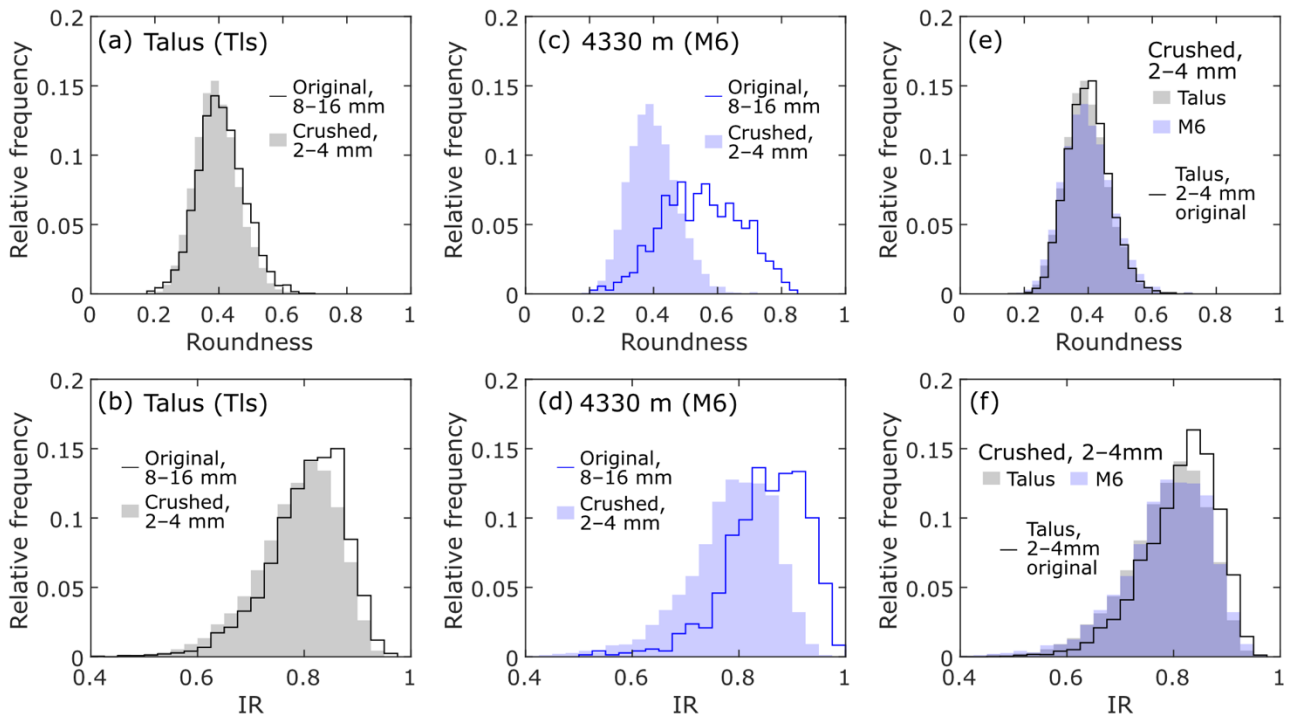 (a) Talus (Tls)
Relative frequency
0.2
0.15
0.1
0.05
0
Original,
8–16 mm
Crushed,
2–4 mm
0
0.2
0.4
0.6
0.8
1
Roundness
(c) 4330 m (M6)
Relative frequency
0.2
0.15
0.1
0.05
0
Original,
8–16 mm
Crushed,
2–4 mm
0
0.2
0.4
0.6
0.8
1
Roundness
(e)
Relative frequency
0.2
0.15
0.1
0.05
0
Crushed,
2–4 mm
Talus
M6
Talus,
2–4 mm
original
0
0.2
0.4
0.6
0.8
1
Roundness
(b) Talus (Tls)
Relative frequency
0.2
0.15
0.1
0.05
0
Original,
8–16 mm
Crushed,
2–4 mm
0.4
0.6
0.8
1
IR
(d) 4330 m (M6)
Relative frequency
0.2
0.15
0.1
0.05
0
Original,
8–16 mm
Crushed,
2–4 mm
0.4
0.6
0.8
1
IR
(f)
Relative frequency
0.2
0.15
0.1
0.05
0
Crushed, 2–4mm
Talus M6
Talus,
2–4mm
original
0.4
0.6
0.8
1
IR